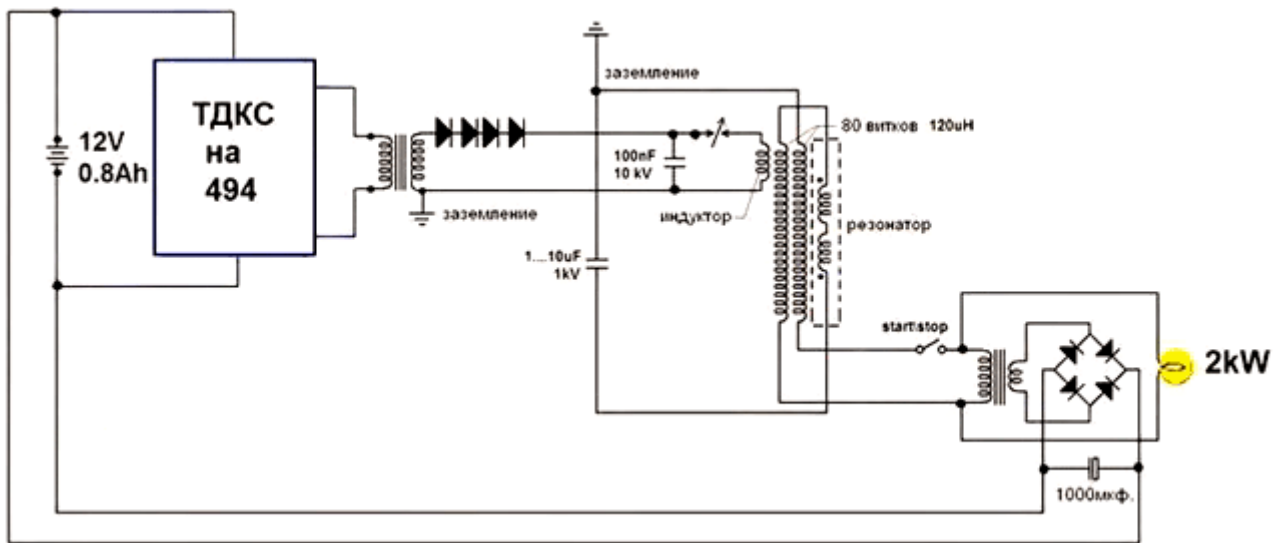 заземление
ТДКС
на
494
12V
0.8Ah
80 витков 120uH
100nF
10 kV
заземление
индуктор
резонатор
1....10uF
1kV
start\stop
2kW
1000мкф.